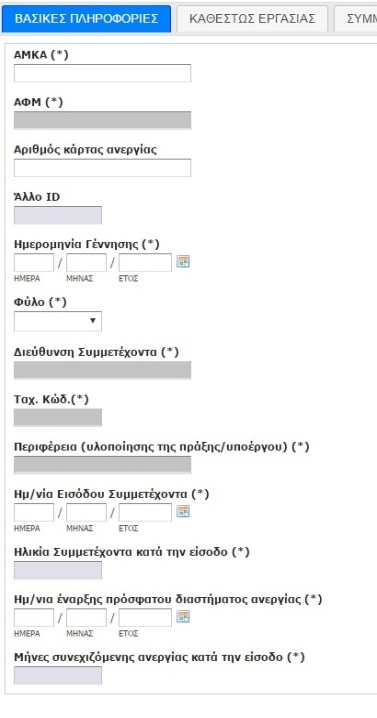 ΒΑΣΙΚΕΣ ΠΛΗΡΟΦΟΡΙΕΣ ΚΑΘΕΣΤΩΣ ΕΡΓΑΣΙΑΣ ΣΥΜΜ
ΑΜΚΑ (*)
ΑΦΜ (*)
Αριθμός κάρτας ανεργίας
Άλλο ID
Ημερομηνία Γέννησης (*)
/ /
ΗΜΕΡΑ ΜΗΝΑΣ ΕΤΟΣ
Φύλο (*)
Διεύθυνση Συμμετέχοντα (*)
Ταχ. Κώδ.(*)
Περιφέρεια (υλοποίησης της πράξης/υποέργου) (*)
Ημ/νία Εισόδου Συμμετέχοντα (*)
/ /
ΗΜΕΡΑ ΜΗΝΑΣ ΕΤΟΣ
Ηλικία Συμμετέχοντα κατά την είσοδο (*)
Ημ/νια έναρξης πρόσφατου διαστήματος ανεργίας (*)
/ /
ΗΜΕΡΑ ΜΗΝΑΣ ΕΤΟΣ
Μήνες συνεχιζόμενης ανεργίας κατά την είσοδο (*)